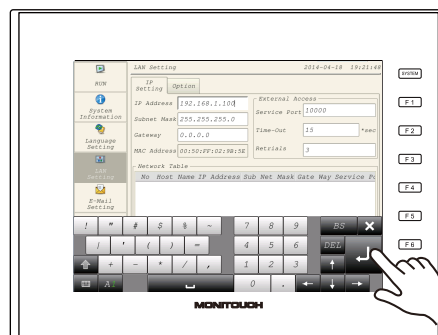 LAN Setting 2014-04-18 19:21:48
SYSTEM
RUN
IP Setting Option
F1
System Information
IP Address 192.168.1.100
External Access
Service Port 10000
Subnet Mask 255.255.255.0
F2
Language Setting
Gateway 0.0.0.0
Time-Out 15 *sec
MAC Address 00:50:FF:02:9B:5E
Retrials 3
F3
LAN Setting
Network Table
No Host Name IP Address Sub Net Mask Gate Way Service Po
F4
E-Mail Setting
F5
! " # $ % ~ 7 8 9 BS X
| ' ( ) = 4 5 6 DEL
F6
+ - * / , 1 2 3
A 0 .
MONITOUCH